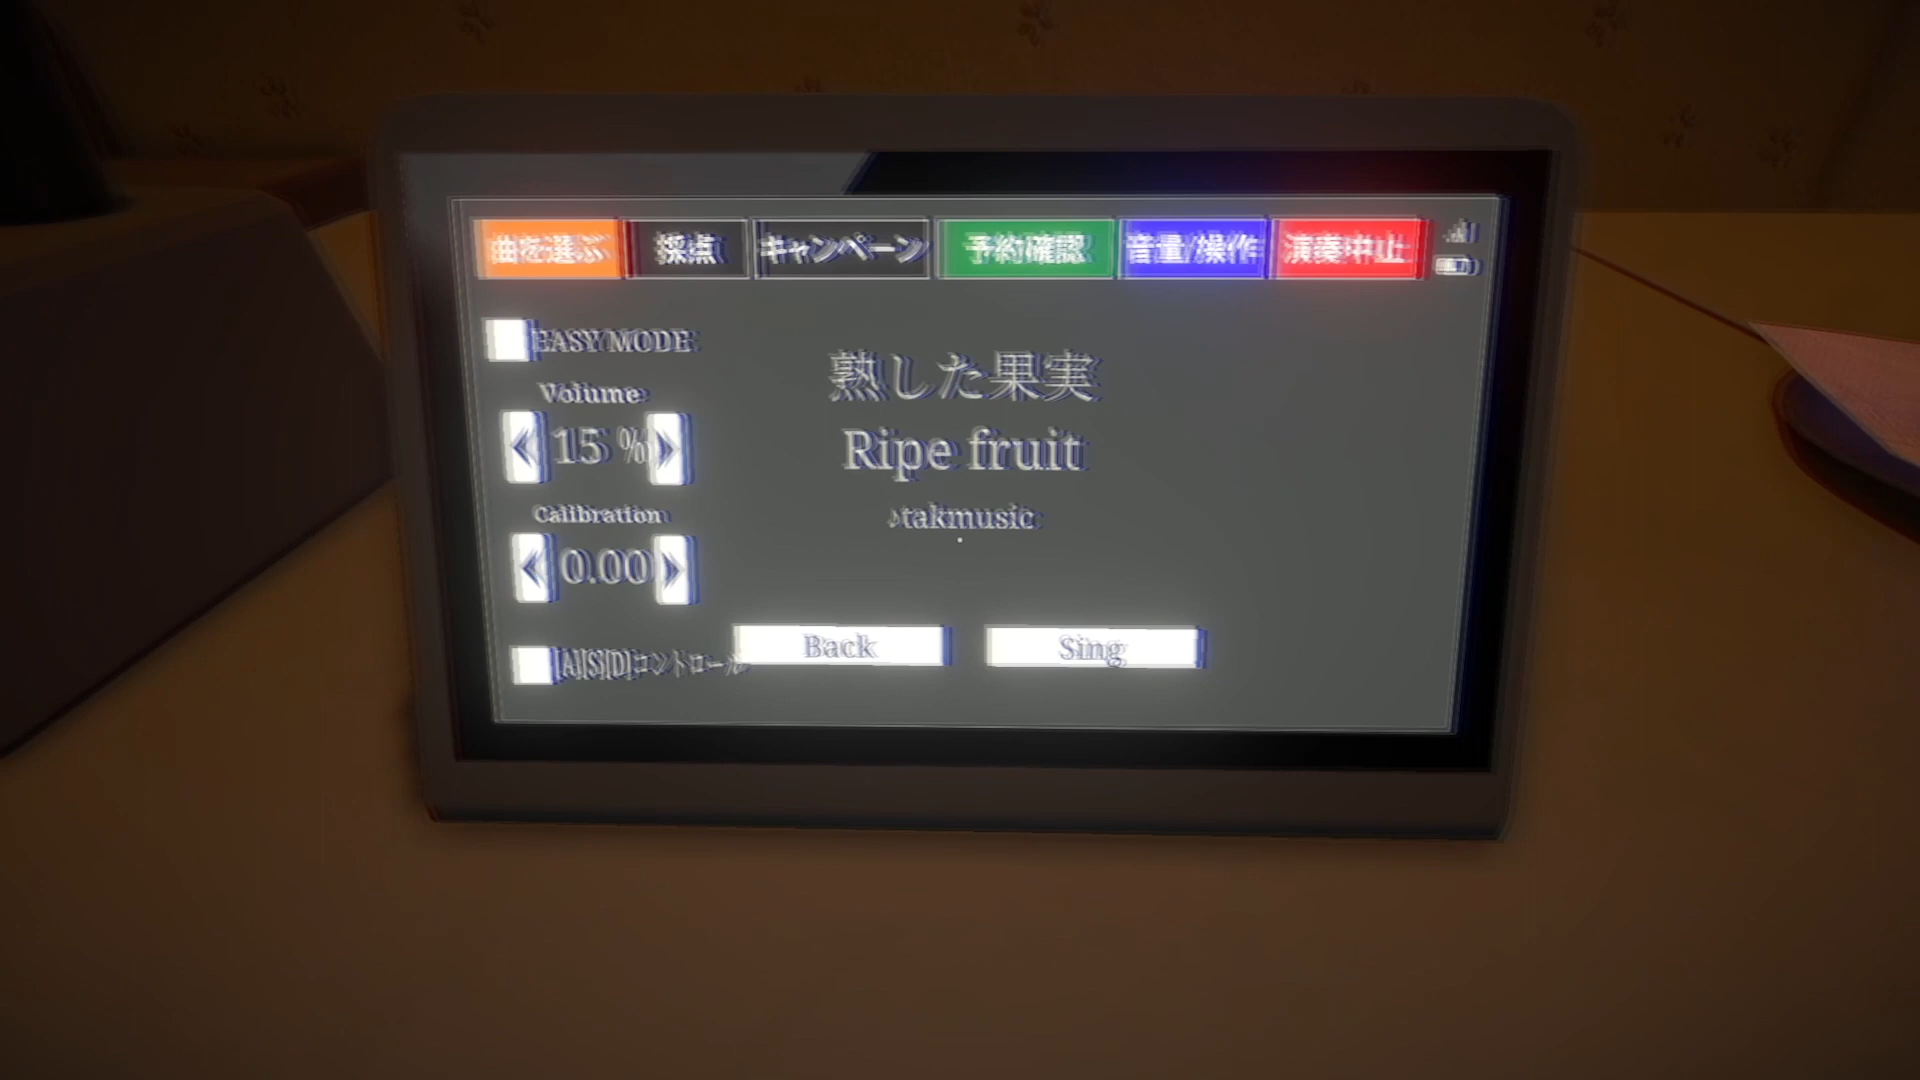 曲を選ぶ 採点 キャンペーン 予約確認 音量/操作 演奏中止
EASY MODE
Volume
15 %
Calibration
0.00
[A][S][D]コントロール
熟した果実
Ripe fruit
♪takmusic
Back Sing